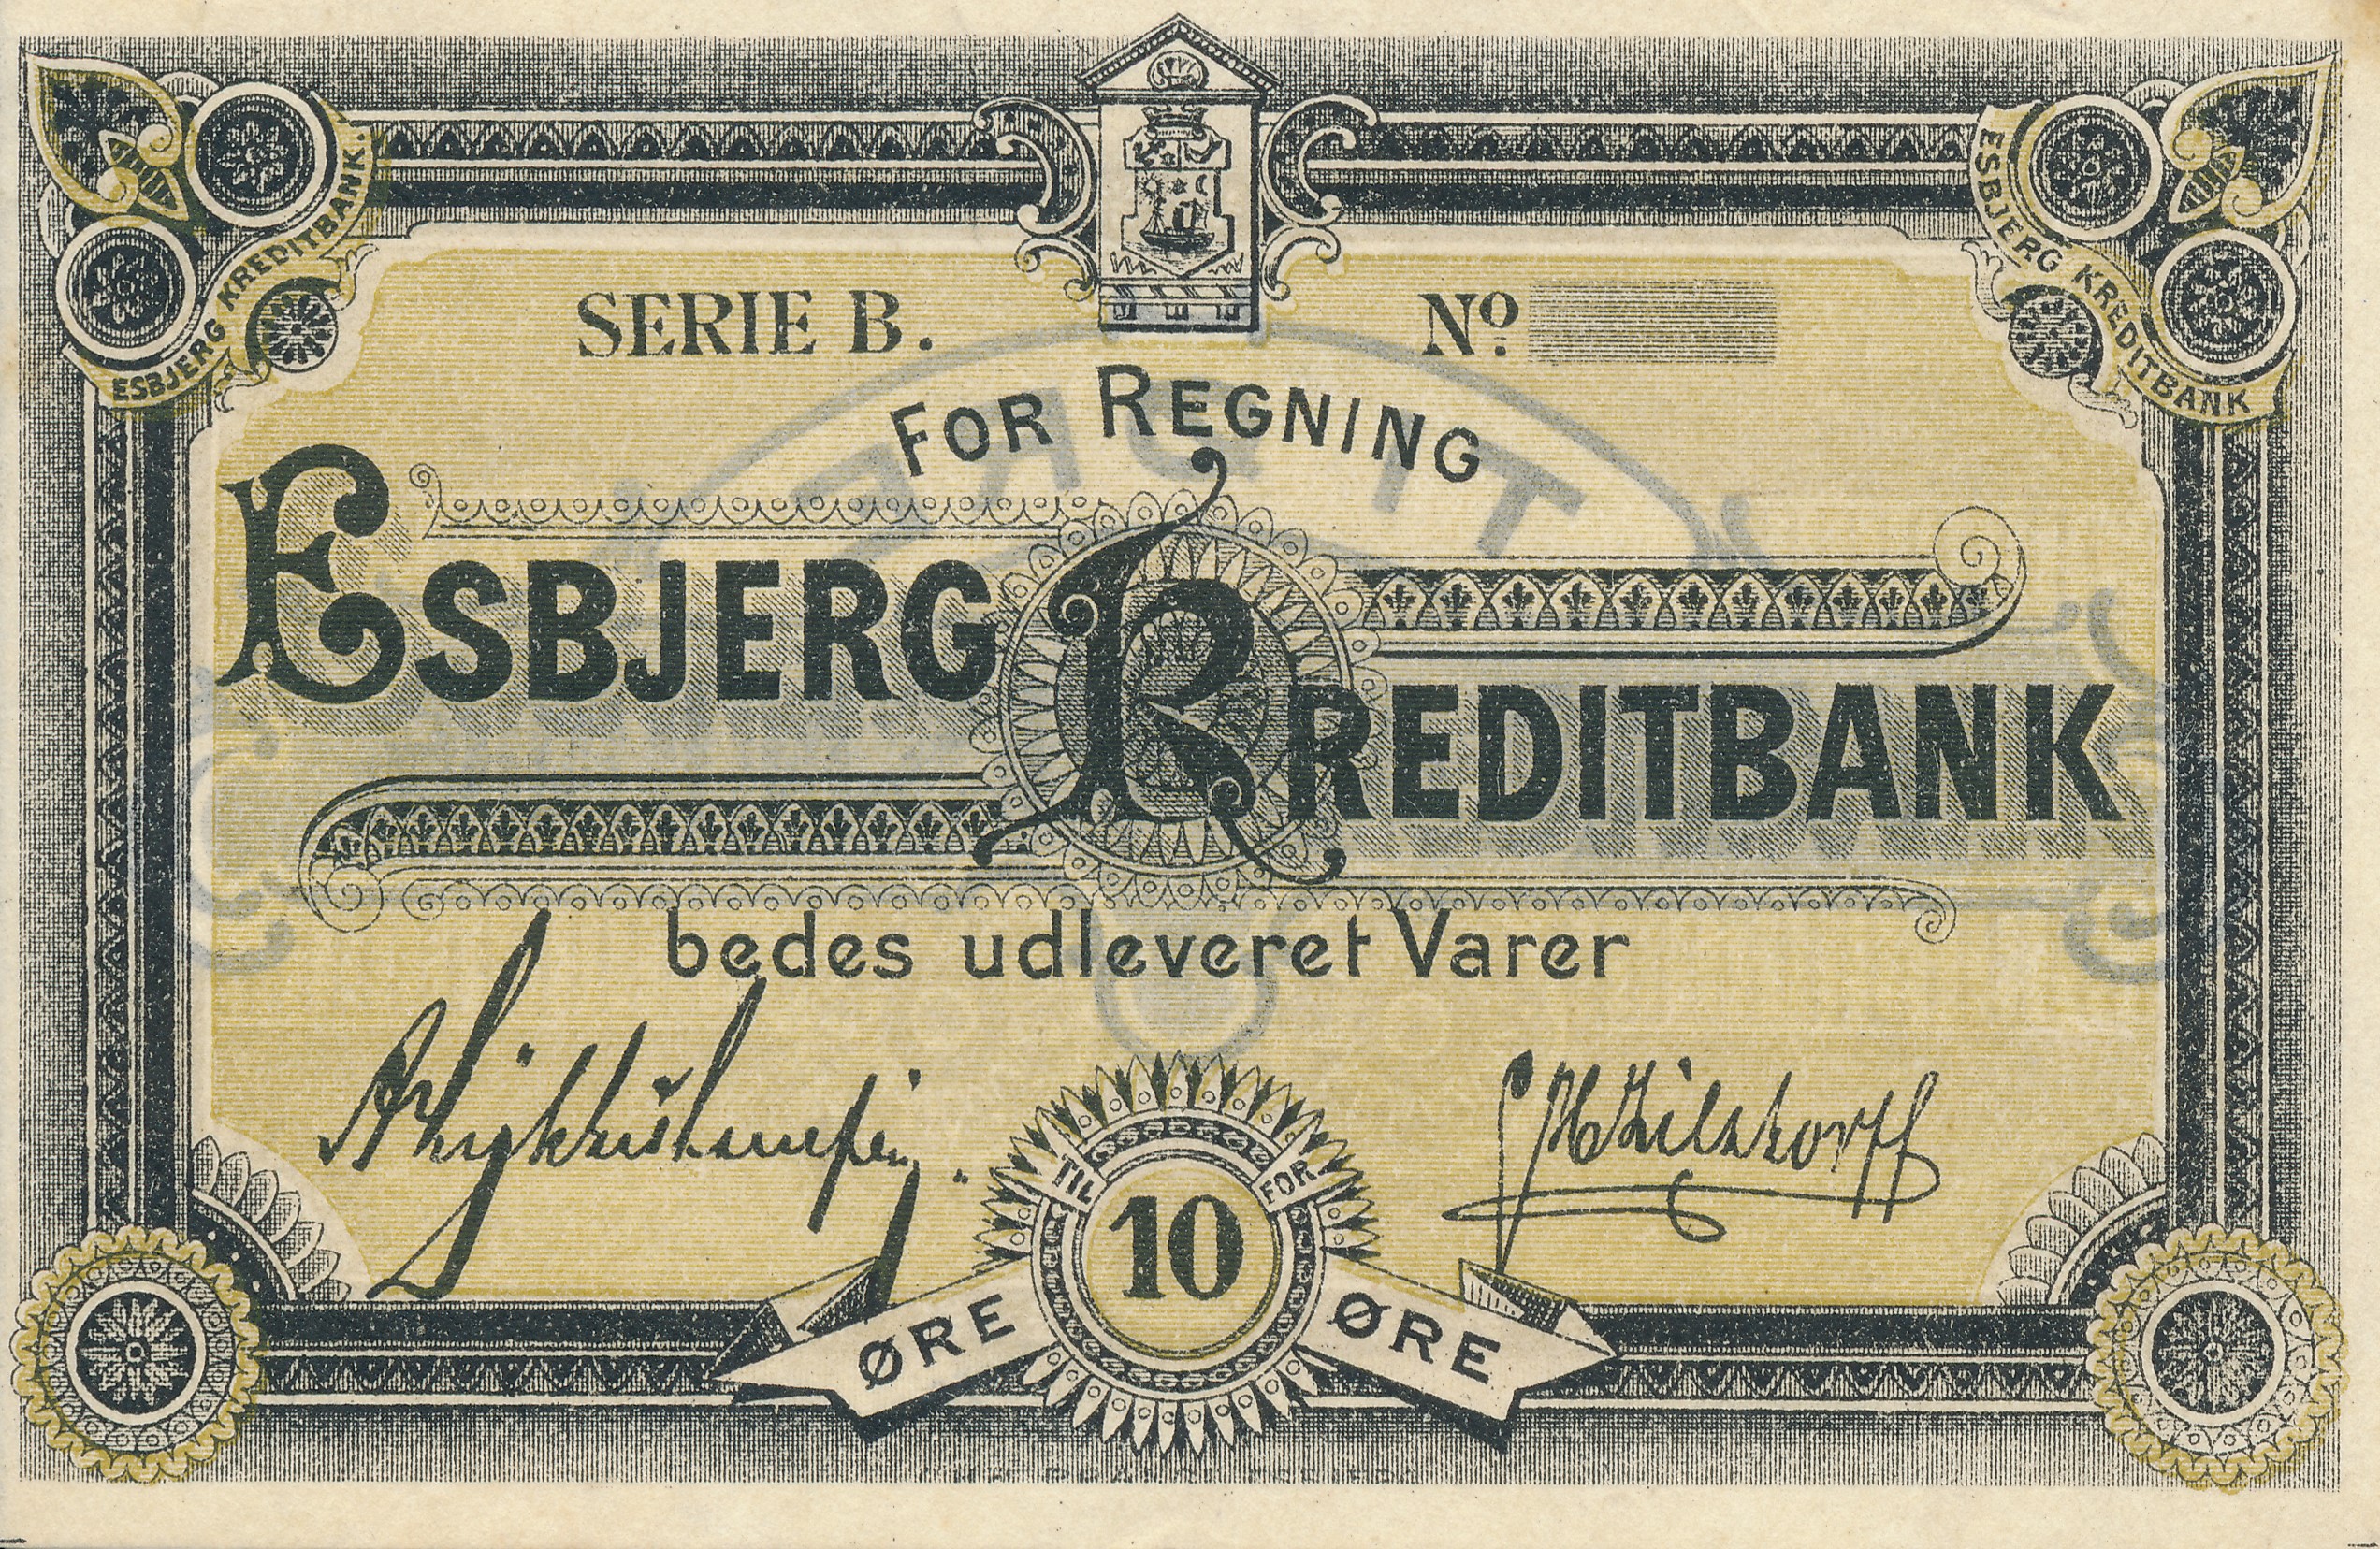 ESBJERG KREDITBANK.
ESBJERG KREDITBANK
SERIE B.
Nº
FOR REGNING
ESBJERG
KREDITBANK
bedes udleveret Varer
TIL
FOR
10
ØRE
ØRE